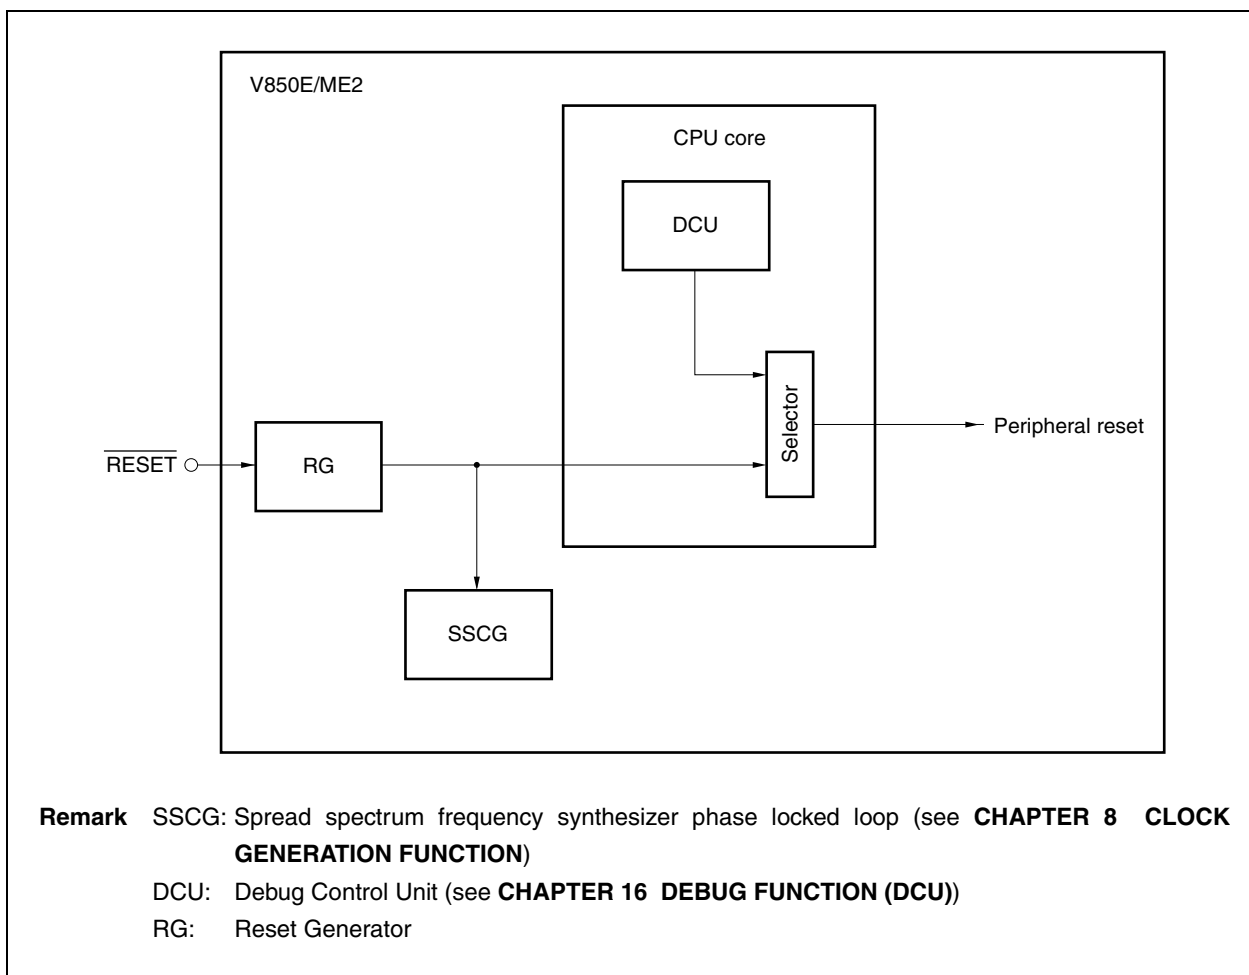 V850E/ME2
CPU core
DCU
Selector
Peripheral reset
RESET
RG
SSCG
Remark SSCG: Spread spectrum frequency synthesizer phase locked loop (see CHAPTER 8 CLOCK
GENERATION FUNCTION)
DCU: Debug Control Unit (see CHAPTER 16 DEBUG FUNCTION (DCU))
RG: Reset Generator